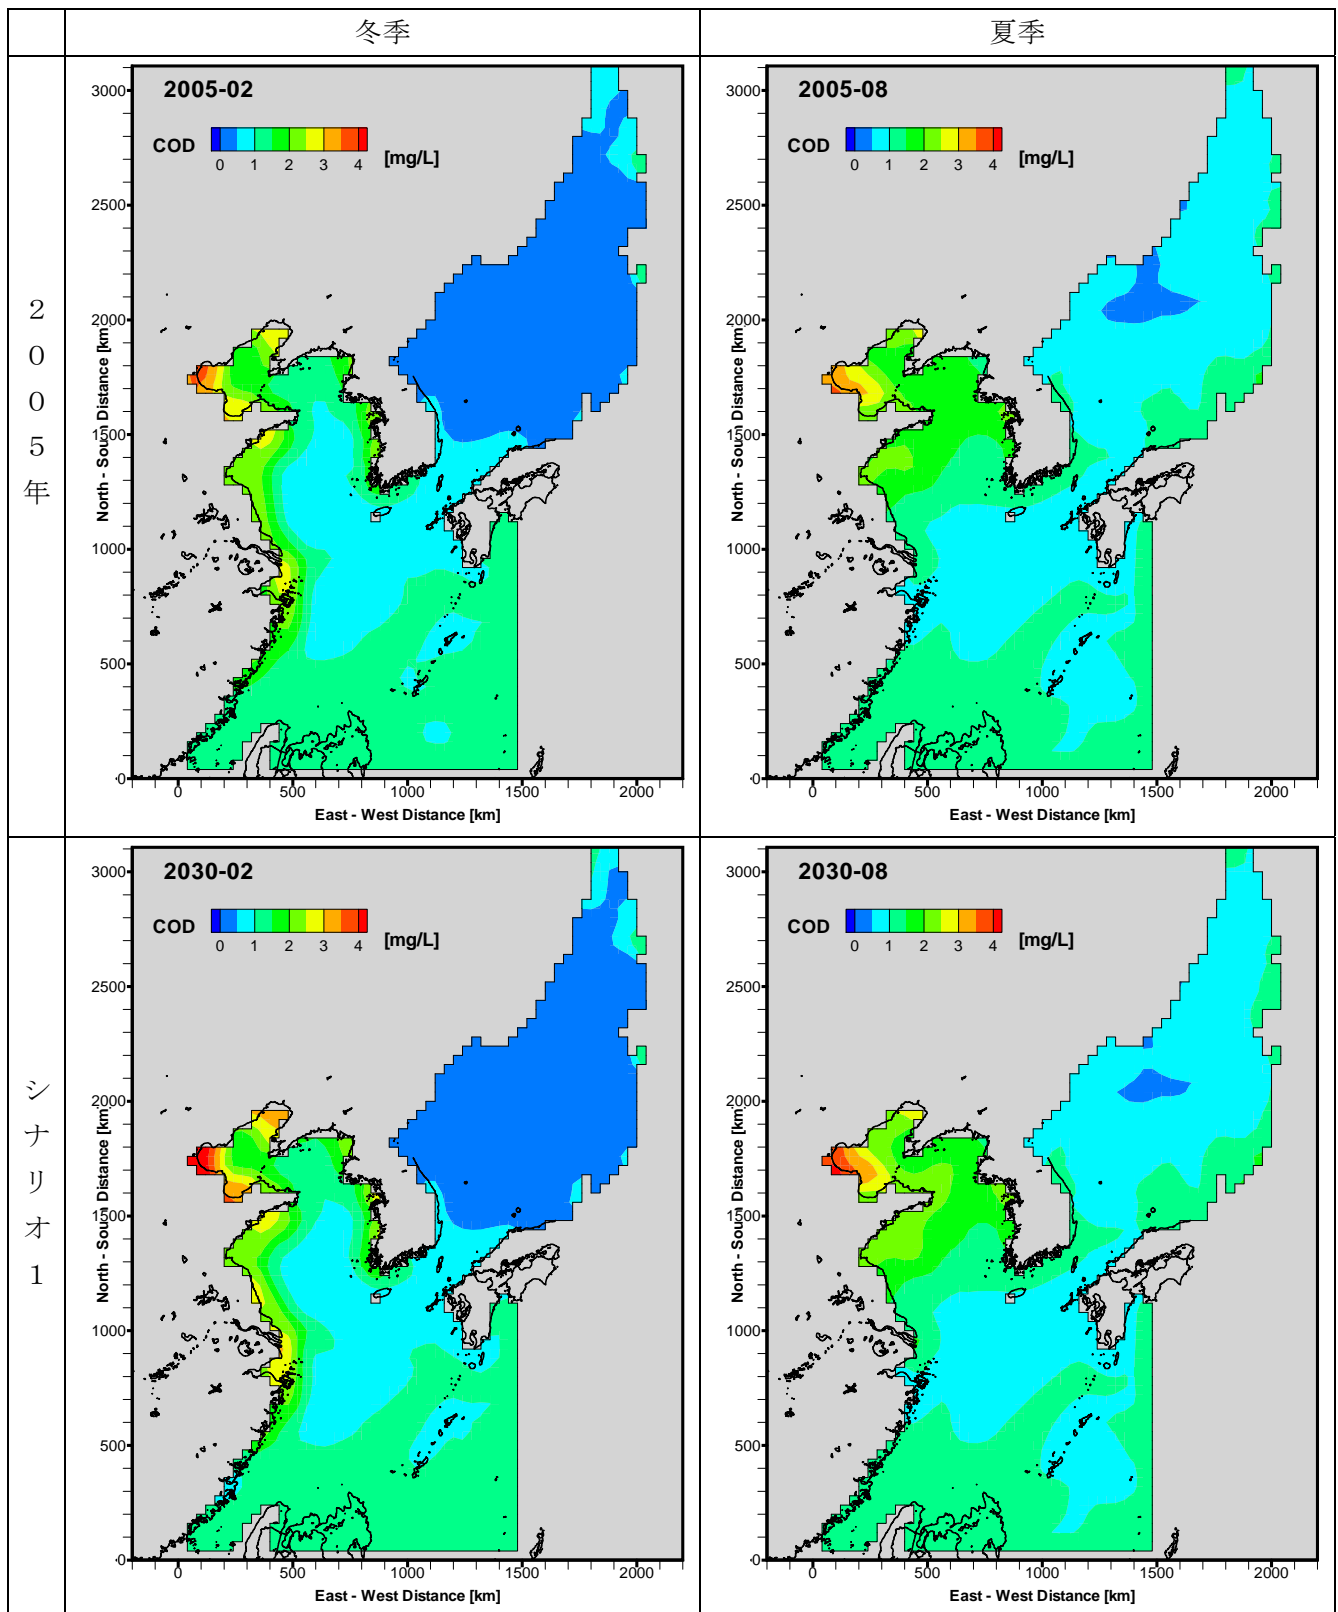 冬季
夏季
2005年
2005-02
COD
0 1 2 3 4
[mg/L]
3000
2500
2000
1500
1000
500
0
North - South Distance [km]
0 500 1000 1500 2000
East - West Distance [km]
2005-08
COD
0 1 2 3 4
[mg/L]
3000
2500
2000
1500
1000
500
0
North - South Distance [km]
0 500 1000 1500 2000
East - West Distance [km]
シナリオ1
2030-02
COD
0 1 2 3 4
[mg/L]
3000
2500
2000
1500
1000
500
0
North - South Distance [km]
0 500 1000 1500 2000
East - West Distance [km]
2030-08
COD
0 1 2 3 4
[mg/L]
3000
2500
2000
1500
1000
500
0
North - South Distance [km]
0 500 1000 1500 2000
East - West Distance [km]